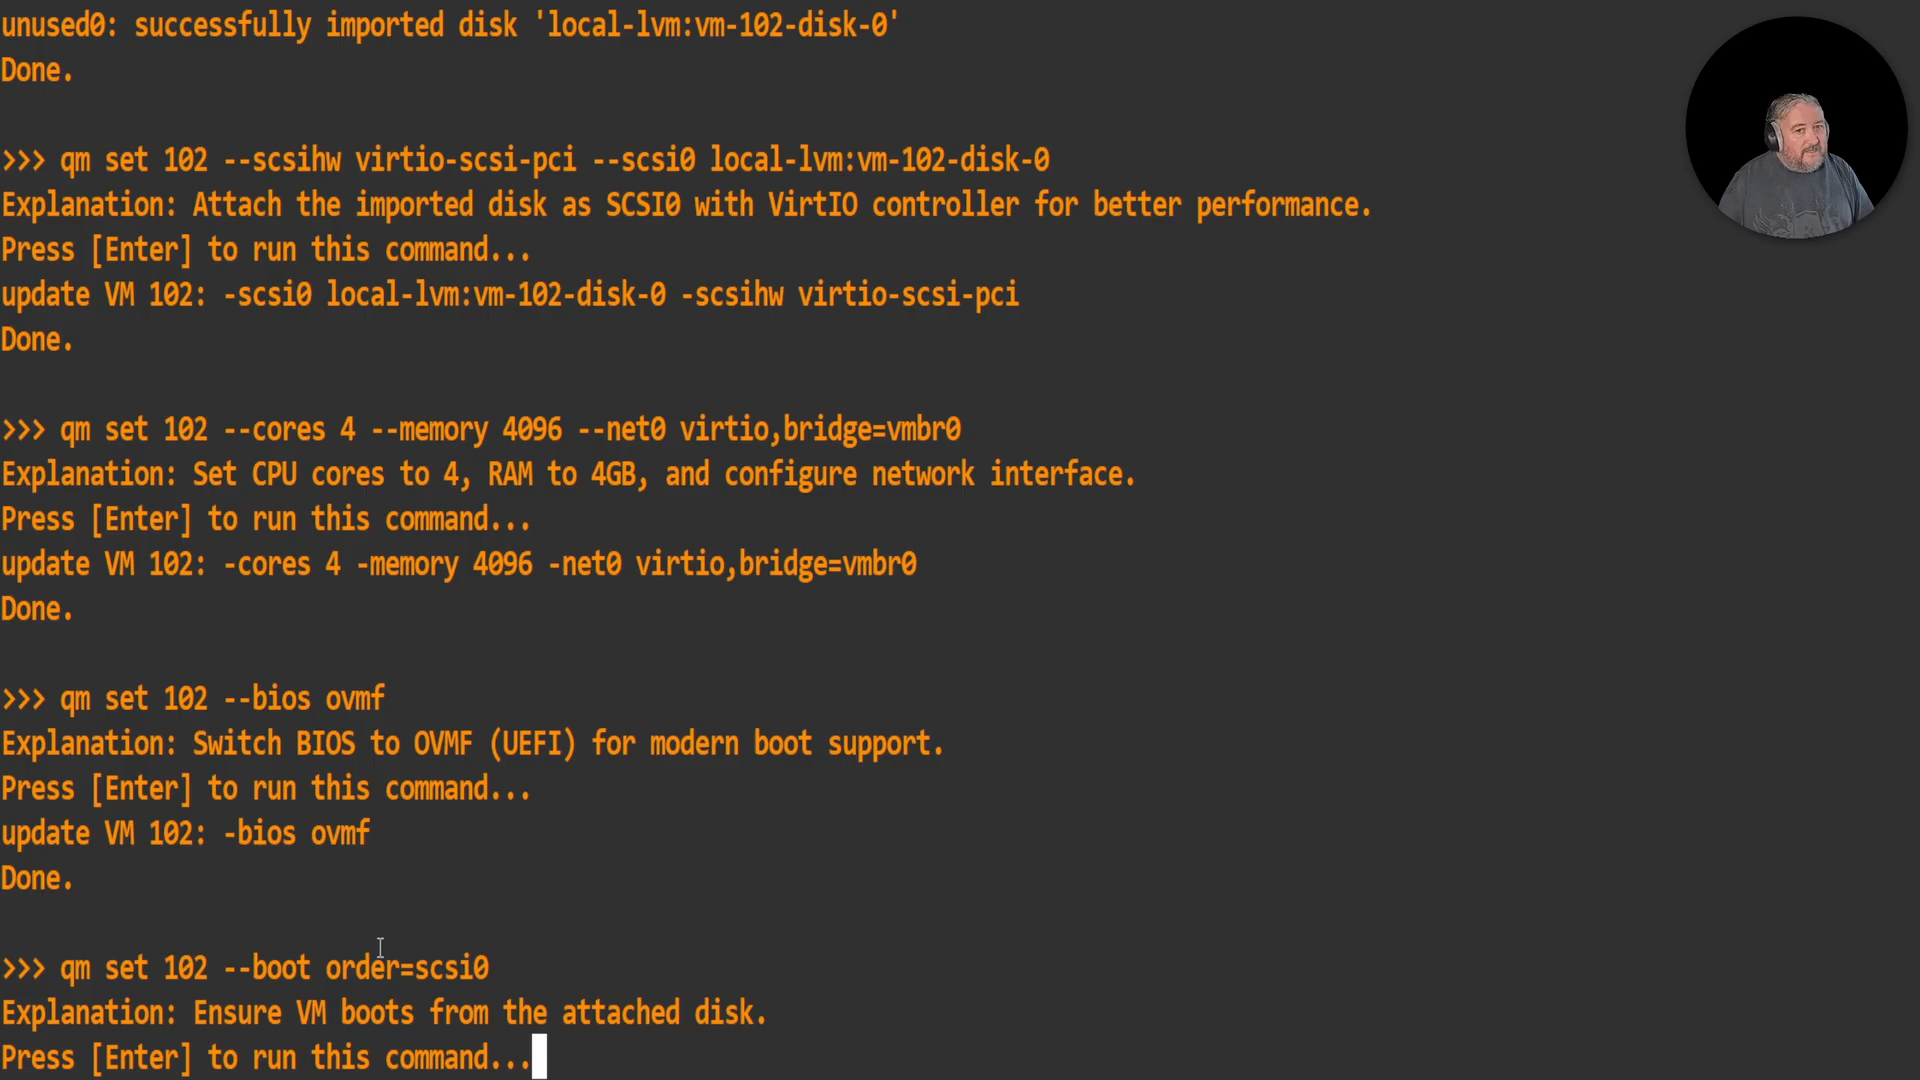 unused0: successfully imported disk 'local-lvm:vm-102-disk-0'
Done.
>>> qm set 102 --scsihw virtio-scsi-pci --scsi0 local-lvm:vm-102-disk-0
Explanation: Attach the imported disk as SCSI0 with VirtIO controller for better performance.
Press [Enter] to run this command...
update VM 102: -scsi0 local-lvm:vm-102-disk-0 -scsihw virtio-scsi-pci
Done.
>>> qm set 102 --cores 4 --memory 4096 --net0 virtio,bridge=vmbr0
Explanation: Set CPU cores to 4, RAM to 4GB, and configure network interface.
Press [Enter] to run this command...
update VM 102: -cores 4 -memory 4096 -net0 virtio,bridge=vmbr0
Done.
>>> qm set 102 --bios ovmf
Explanation: Switch BIOS to OVMF (UEFI) for modern boot support.
Press [Enter] to run this command...
update VM 102: -bios ovmf
Done.
>>> qm set 102 --boot order=scsi0
Explanation: Ensure VM boots from the attached disk.
Press [Enter] to run this command...